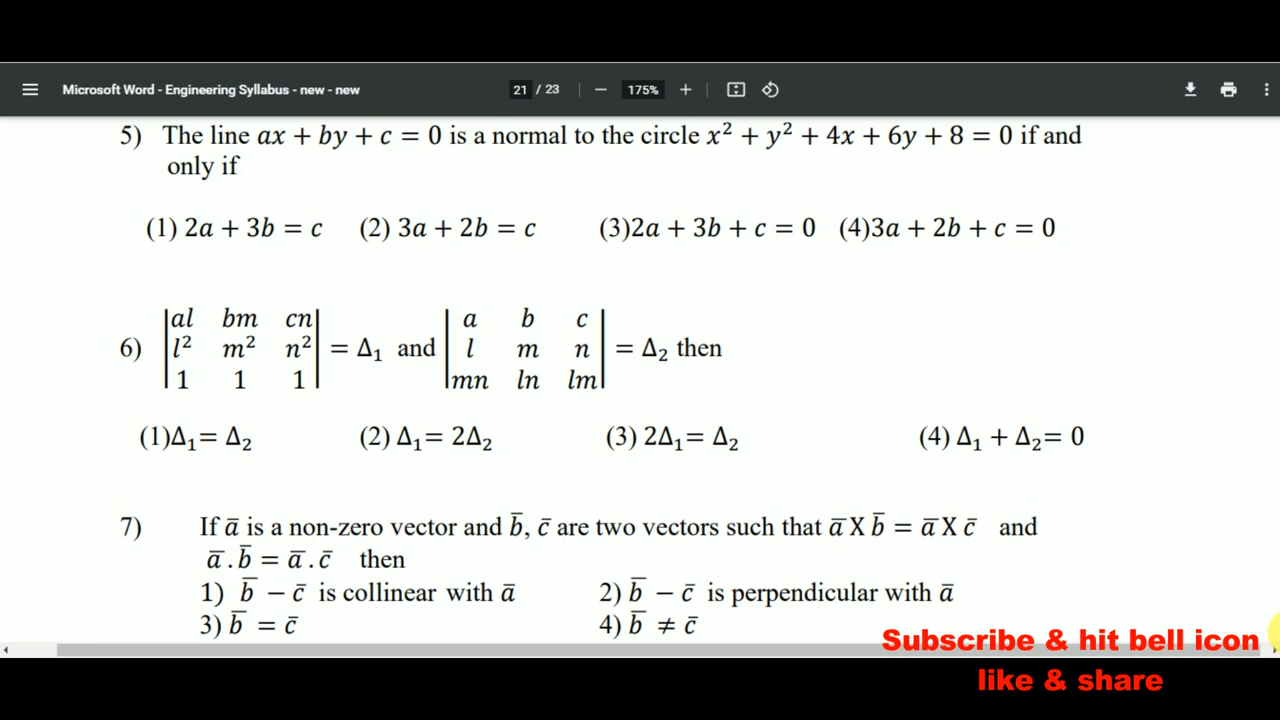 Microsoft Word - Engineering Syllabus - new - new 21 / 23 175%
5) The line ax + by + c = 0 is a normal to the circle x² + y² + 4x + 6y + 8 = 0 if and
only if
(1) 2a + 3b = c (2) 3a + 2b = c (3)2a + 3b + c = 0 (4)3a + 2b + c = 0
|al bm cn| | a b c |
6) |l² m² n²| = Δ₁ and | l m n | = Δ₂ then
|1 1 1| |mn ln lm|
(1)Δ₁= Δ₂ (2) Δ₁= 2Δ₂ (3) 2Δ₁= Δ₂ (4) Δ₁ + Δ₂= 0
7) If a̅ is a non-zero vector and b̅, c̅ are two vectors such that a̅ X b̅ = a̅ X c̅ and
a̅ . b̅ = a̅ . c̅ then
1) b̅ − c̅ is collinear with a̅ 2) b̅ − c̅ is perpendicular with a̅
3) b̅ = c̅ 4) b̅ ≠ c̅
Subscribe & hit bell icon
like & share